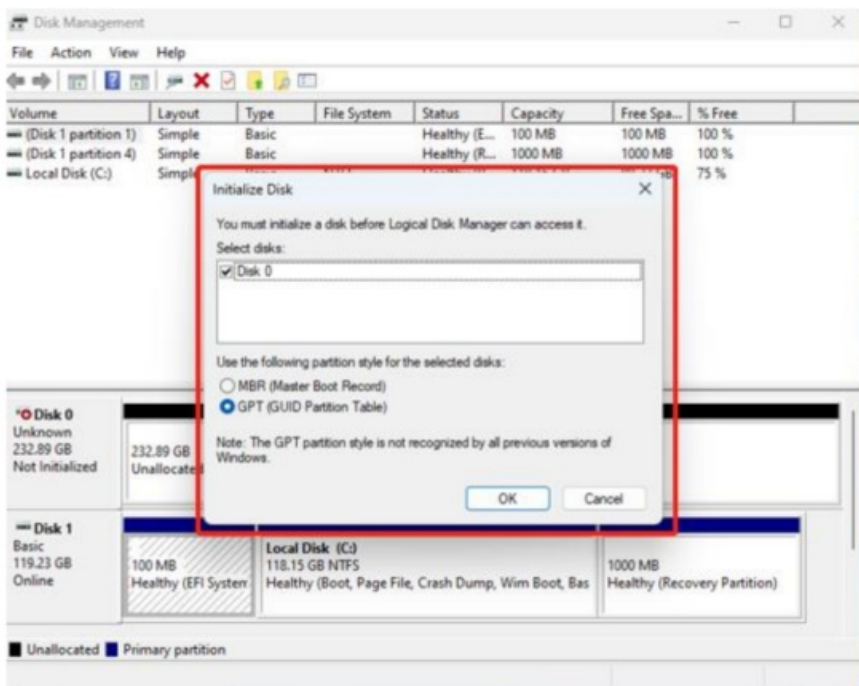 Disk Management
File Action View Help
Volume Layout Type File System Status Capacity Free Spa... % Free
(Disk 1 partition 1) Simple Basic Healthy (E... 100 MB 100 MB 100 %
(Disk 1 partition 4) Simple Basic Healthy (R... 1000 MB 1000 MB 100 %
Local Disk (C:) Simple 75 %
Initialize Disk
You must initialize a disk before Logical Disk Manager can access it.
Select disks:
Disk 0
Use the following partition style for the selected disks:
MBR (Master Boot Record)
GPT (GUID Partition Table)
Note: The GPT partition style is not recognized by all previous versions of
Windows.
OK Cancel
Disk 0
Unknown
232.89 GB
Not Initialized
232.89 GB
Unallocated
Disk 1
Basic
119.23 GB
Online
100 MB
Healthy (EFI System
Local Disk (C:)
118.15 GB NTFS
Healthy (Boot, Page File, Crash Dump, Wim Boot, Bas
1000 MB
Healthy (Recovery Partition)
Unallocated Primary partition